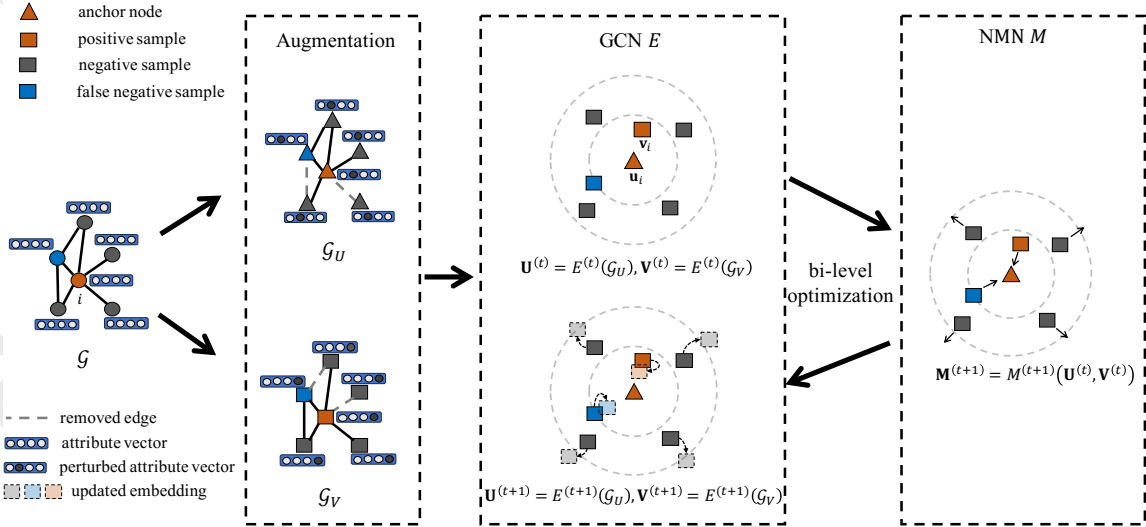 anchor node
positive sample
negative sample
false negative sample
i
𝒢
removed edge
attribute vector
perturbed attribute vector
updated embedding
Augmentation
𝒢_U
𝒢_V
GCN E
v_i
u_i
U^(t) = E^(t)(𝒢_U), V^(t) = E^(t)(𝒢_V)
U^(t+1) = E^(t+1)(𝒢_U), V^(t+1) = E^(t+1)(𝒢_V)
bi-level
optimization
NMN M
M^(t+1) = M^(t+1)(U^(t), V^(t))